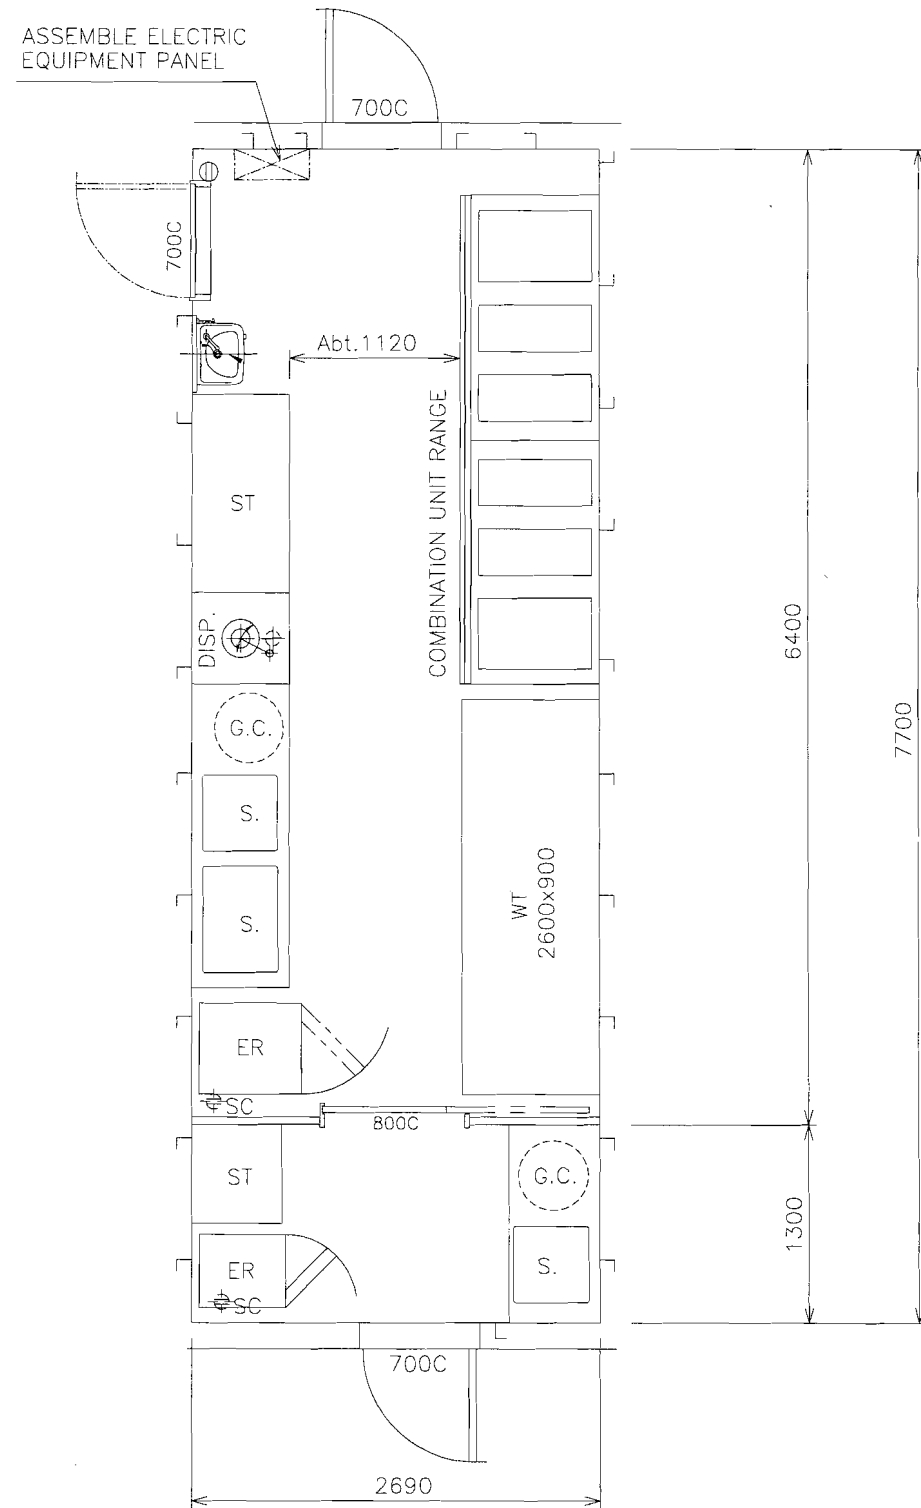 ASSEMBLE ELECTRIC
EQUIPMENT PANEL
700C
700C
Abt.1120
COMBINATION UNIT RANGE
ST
DISP.
G.C.
S.
S.
6400
7700
WT
2600x900
ER
SC
800C
ST
G.C.
ER
SC
S.
1300
700C
2690